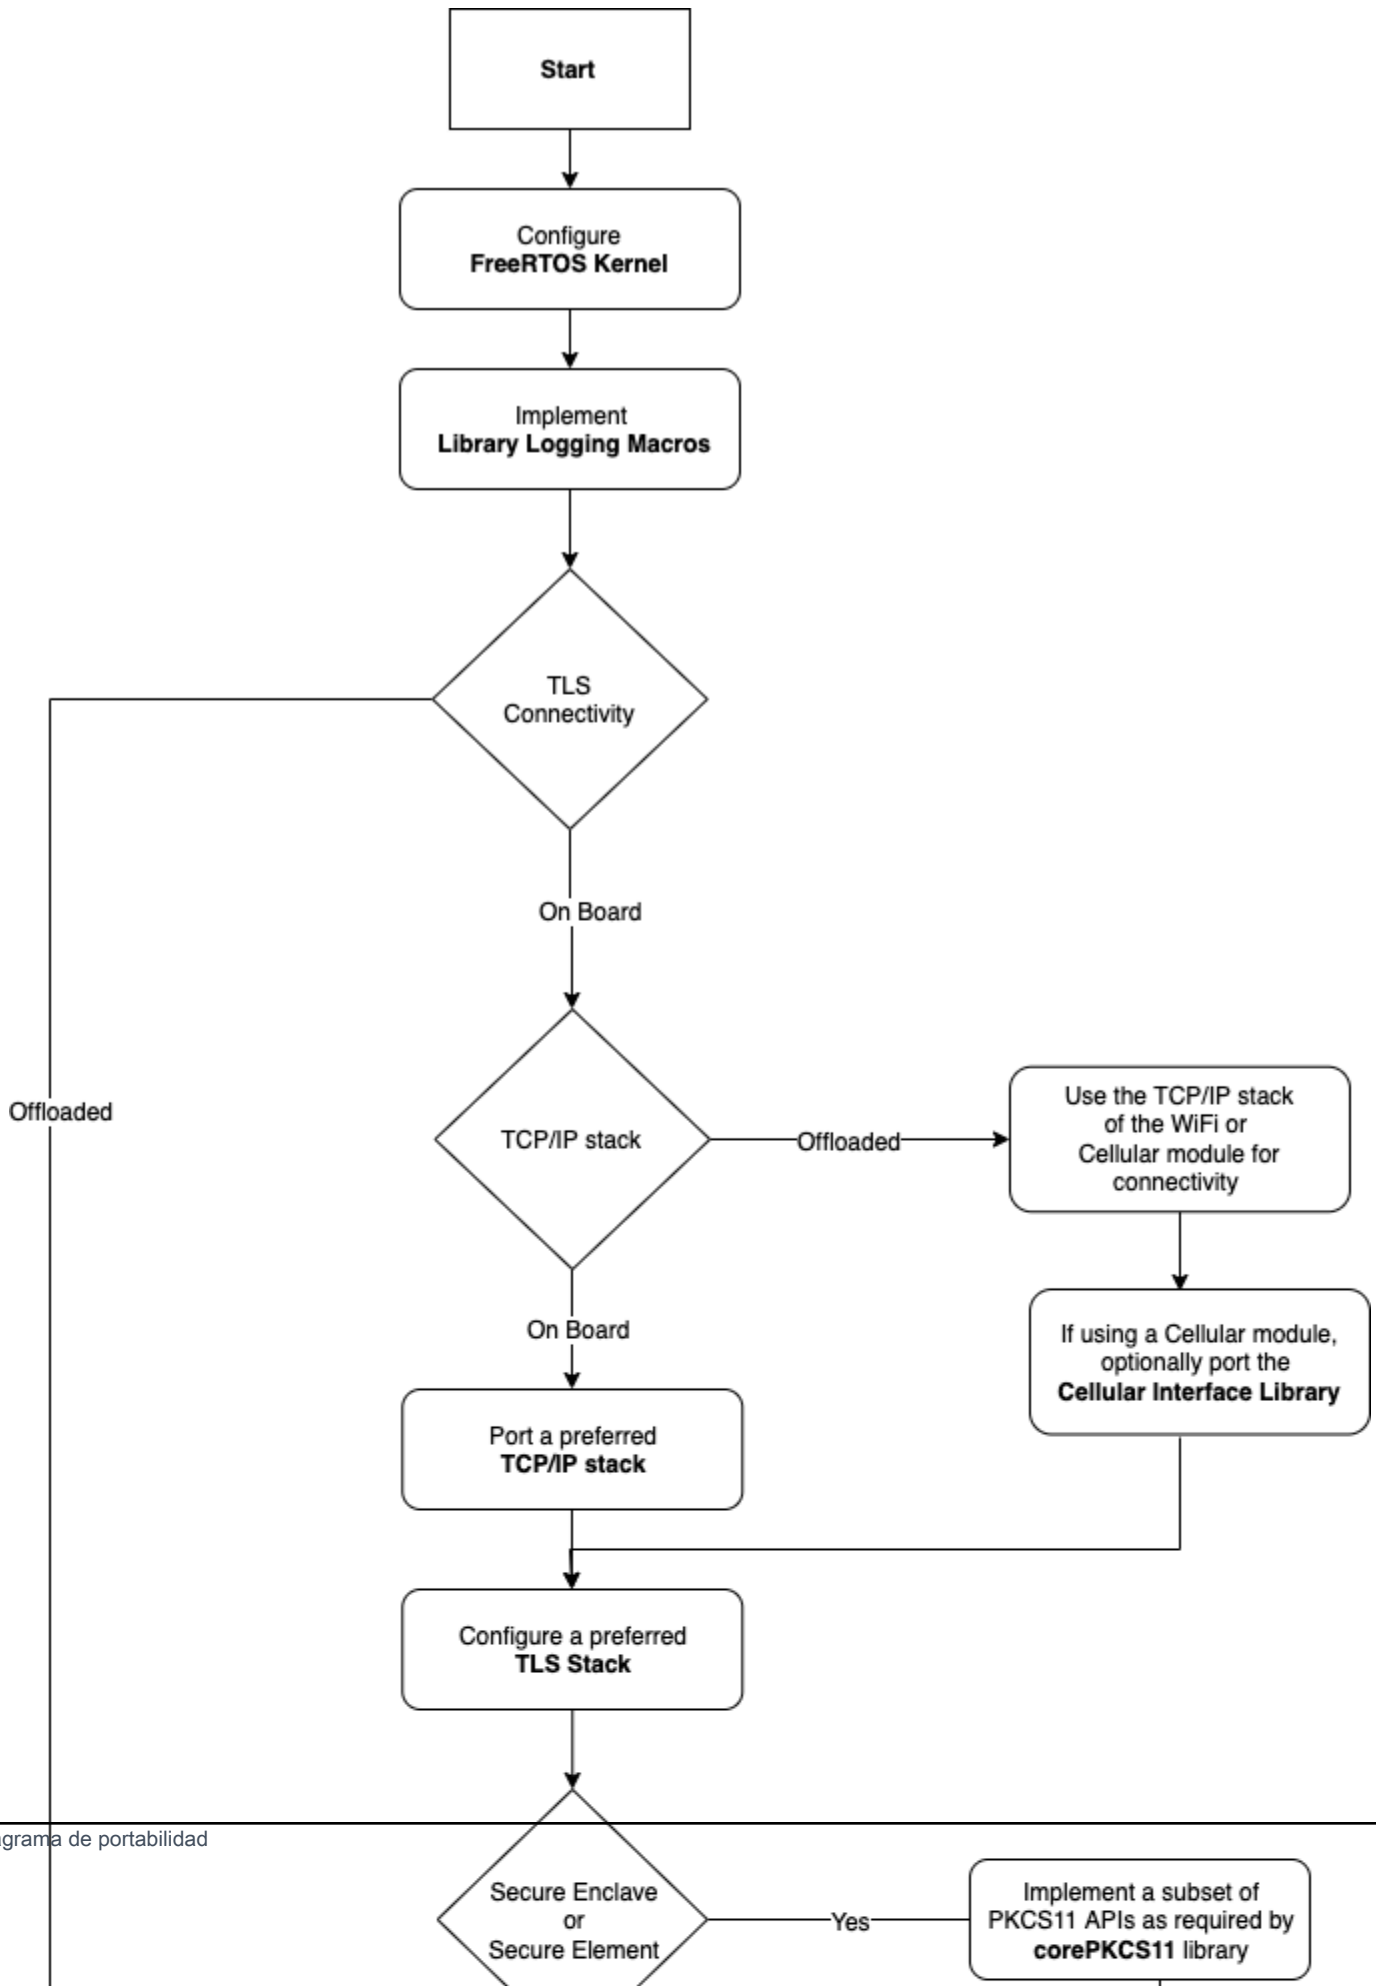 Start
Configure
FreeRTOS Kernel
Implement
Library Logging Macros
TLS
Connectivity
On Board
Offloaded
TCP/IP stack
Offloaded
Use the TCP/IP stack
of the WiFi or
Cellular module for
connectivity
On Board
If using a Cellular module,
optionally port the
Cellular Interface Library
Port a preferred
TCP/IP stack
Configure a preferred
TLS Stack
de portabilidad
Secure Enclave
or
Secure Element
Yes
Implement a subset of
PKCS11 APIs as required by
corePKCS11 library